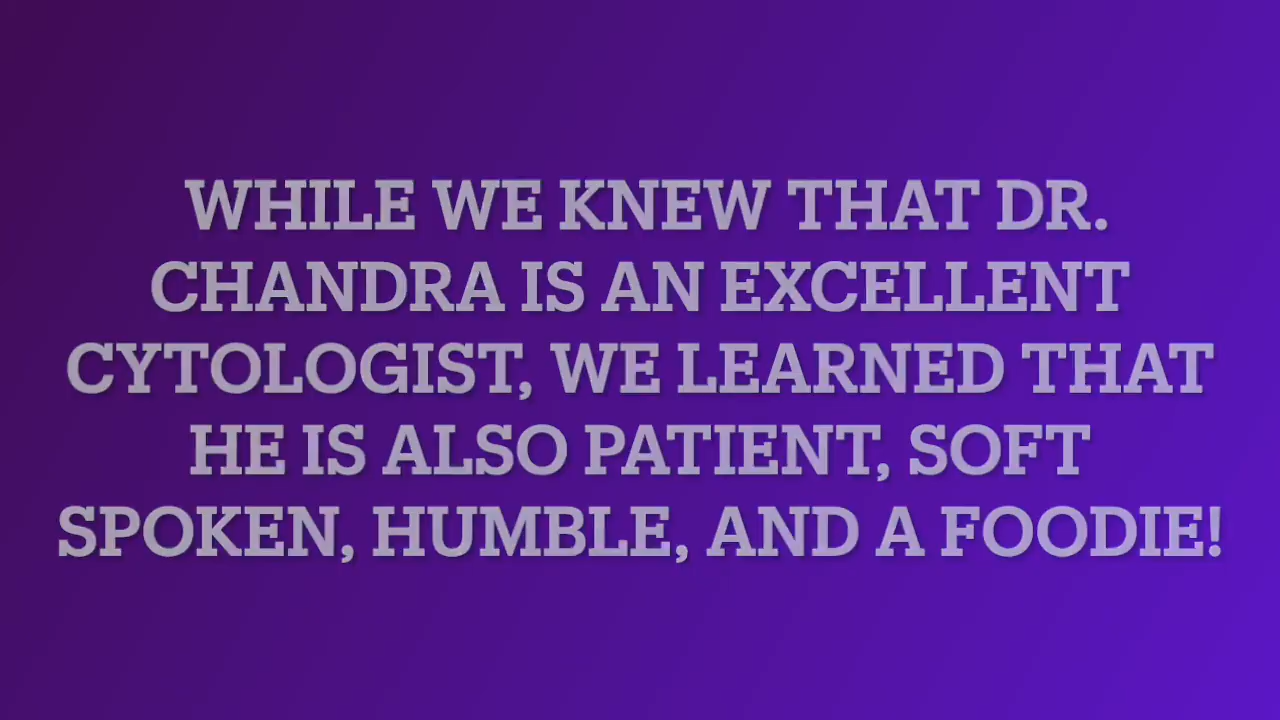 WHILE WE KNEW THAT DR.
CHANDRA IS AN EXCELLENT
CYTOLOGIST, WE LEARNED THAT
HE IS ALSO PATIENT, SOFT
SPOKEN, HUMBLE, AND A FOODIE!